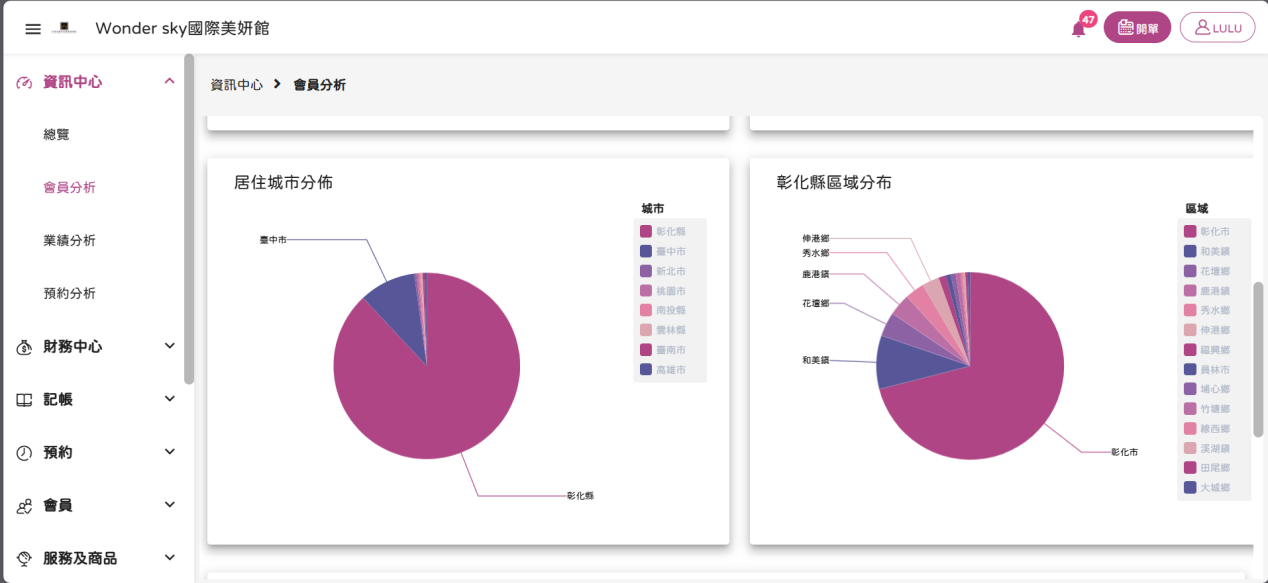 Wonder sky國際美妍館
47
開單
LULU
資訊中心
總覽
會員分析
業績分析
預約分析
財務中心
記帳
預約
會員
服務及商品
資訊中心 > 會員分析
居住城市分佈
臺中市
彰化縣
城市
彰化縣
臺中市
新北市
桃園市
南投縣
雲林縣
臺南市
高雄市
彰化縣區域分布
伸港鄉
秀水鄉
鹿港鎮
花壇鄉
和美鎮
彰化市
區域
彰化市
和美鎮
花壇鄉
鹿港鎮
秀水鄉
伸港鄉
福興鄉
員林市
埔心鄉
竹塘鄉
線西鄉
溪湖鎮
田尾鄉
大城鄉